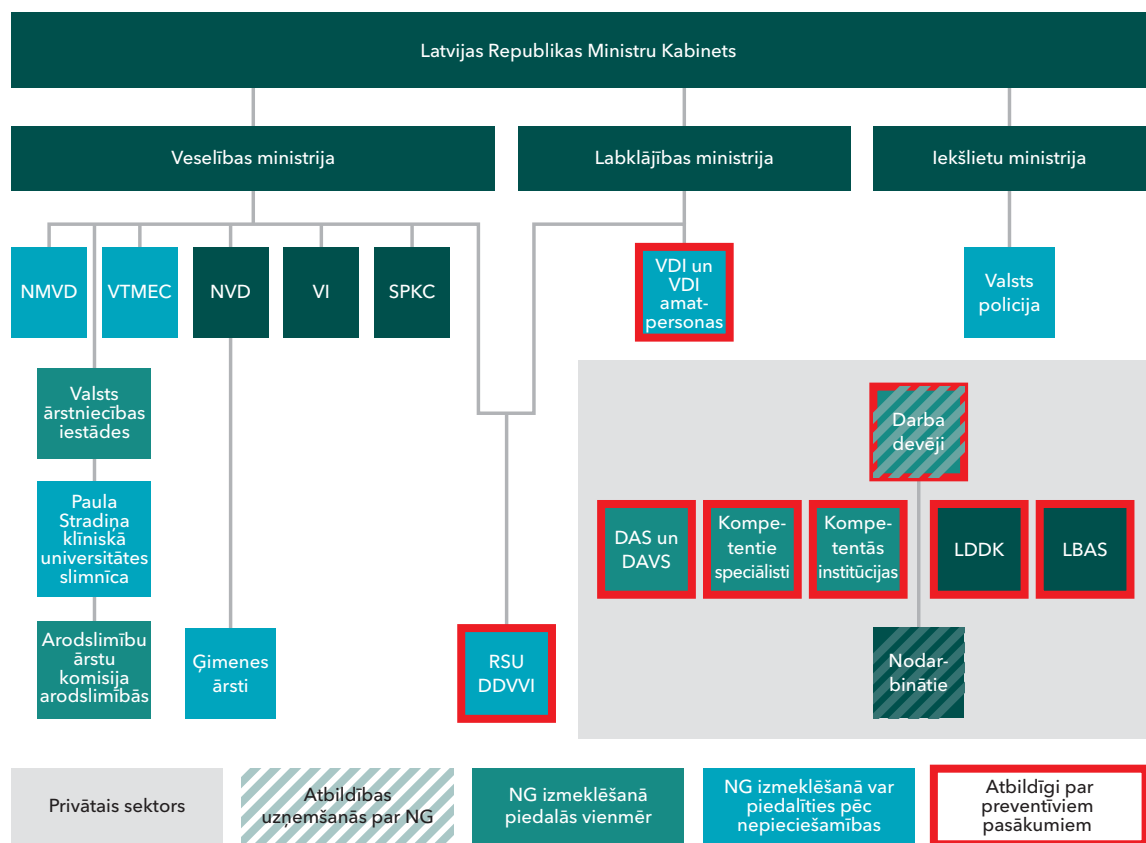 Latvijas Republikas Ministru Kabinets
Veselības ministrija
Labklājības ministrija
Iekšlietu ministrija
NMVD
VTMEC
NVD
VI
SPKC
VDI un
VDI
amat-
personas
Valsts
policija
Valsts
ārstniecības
iestādes
Darba
devēji
Paula
Stradiņa
klīniskā
universitātes
slimnīca
DAS un
DAVS
Kompe-
tentie
speciālisti
Kompe-
tentās
institūcijas
LDDK
LBAS
Arodslimību
ārstu
komisija
arodslimībās
Ģimenes
ārsti
RSU
DDVVI
Nodar-
binātie
Privātais sektors
Atbildības
uzņemšanās par NG
NG izmeklēšanā
piedalās vienmēr
NG izmeklēšanā var
piedalīties pēc
nepieciešamības
Atbildīgi par
preventīviem
pasākumiem